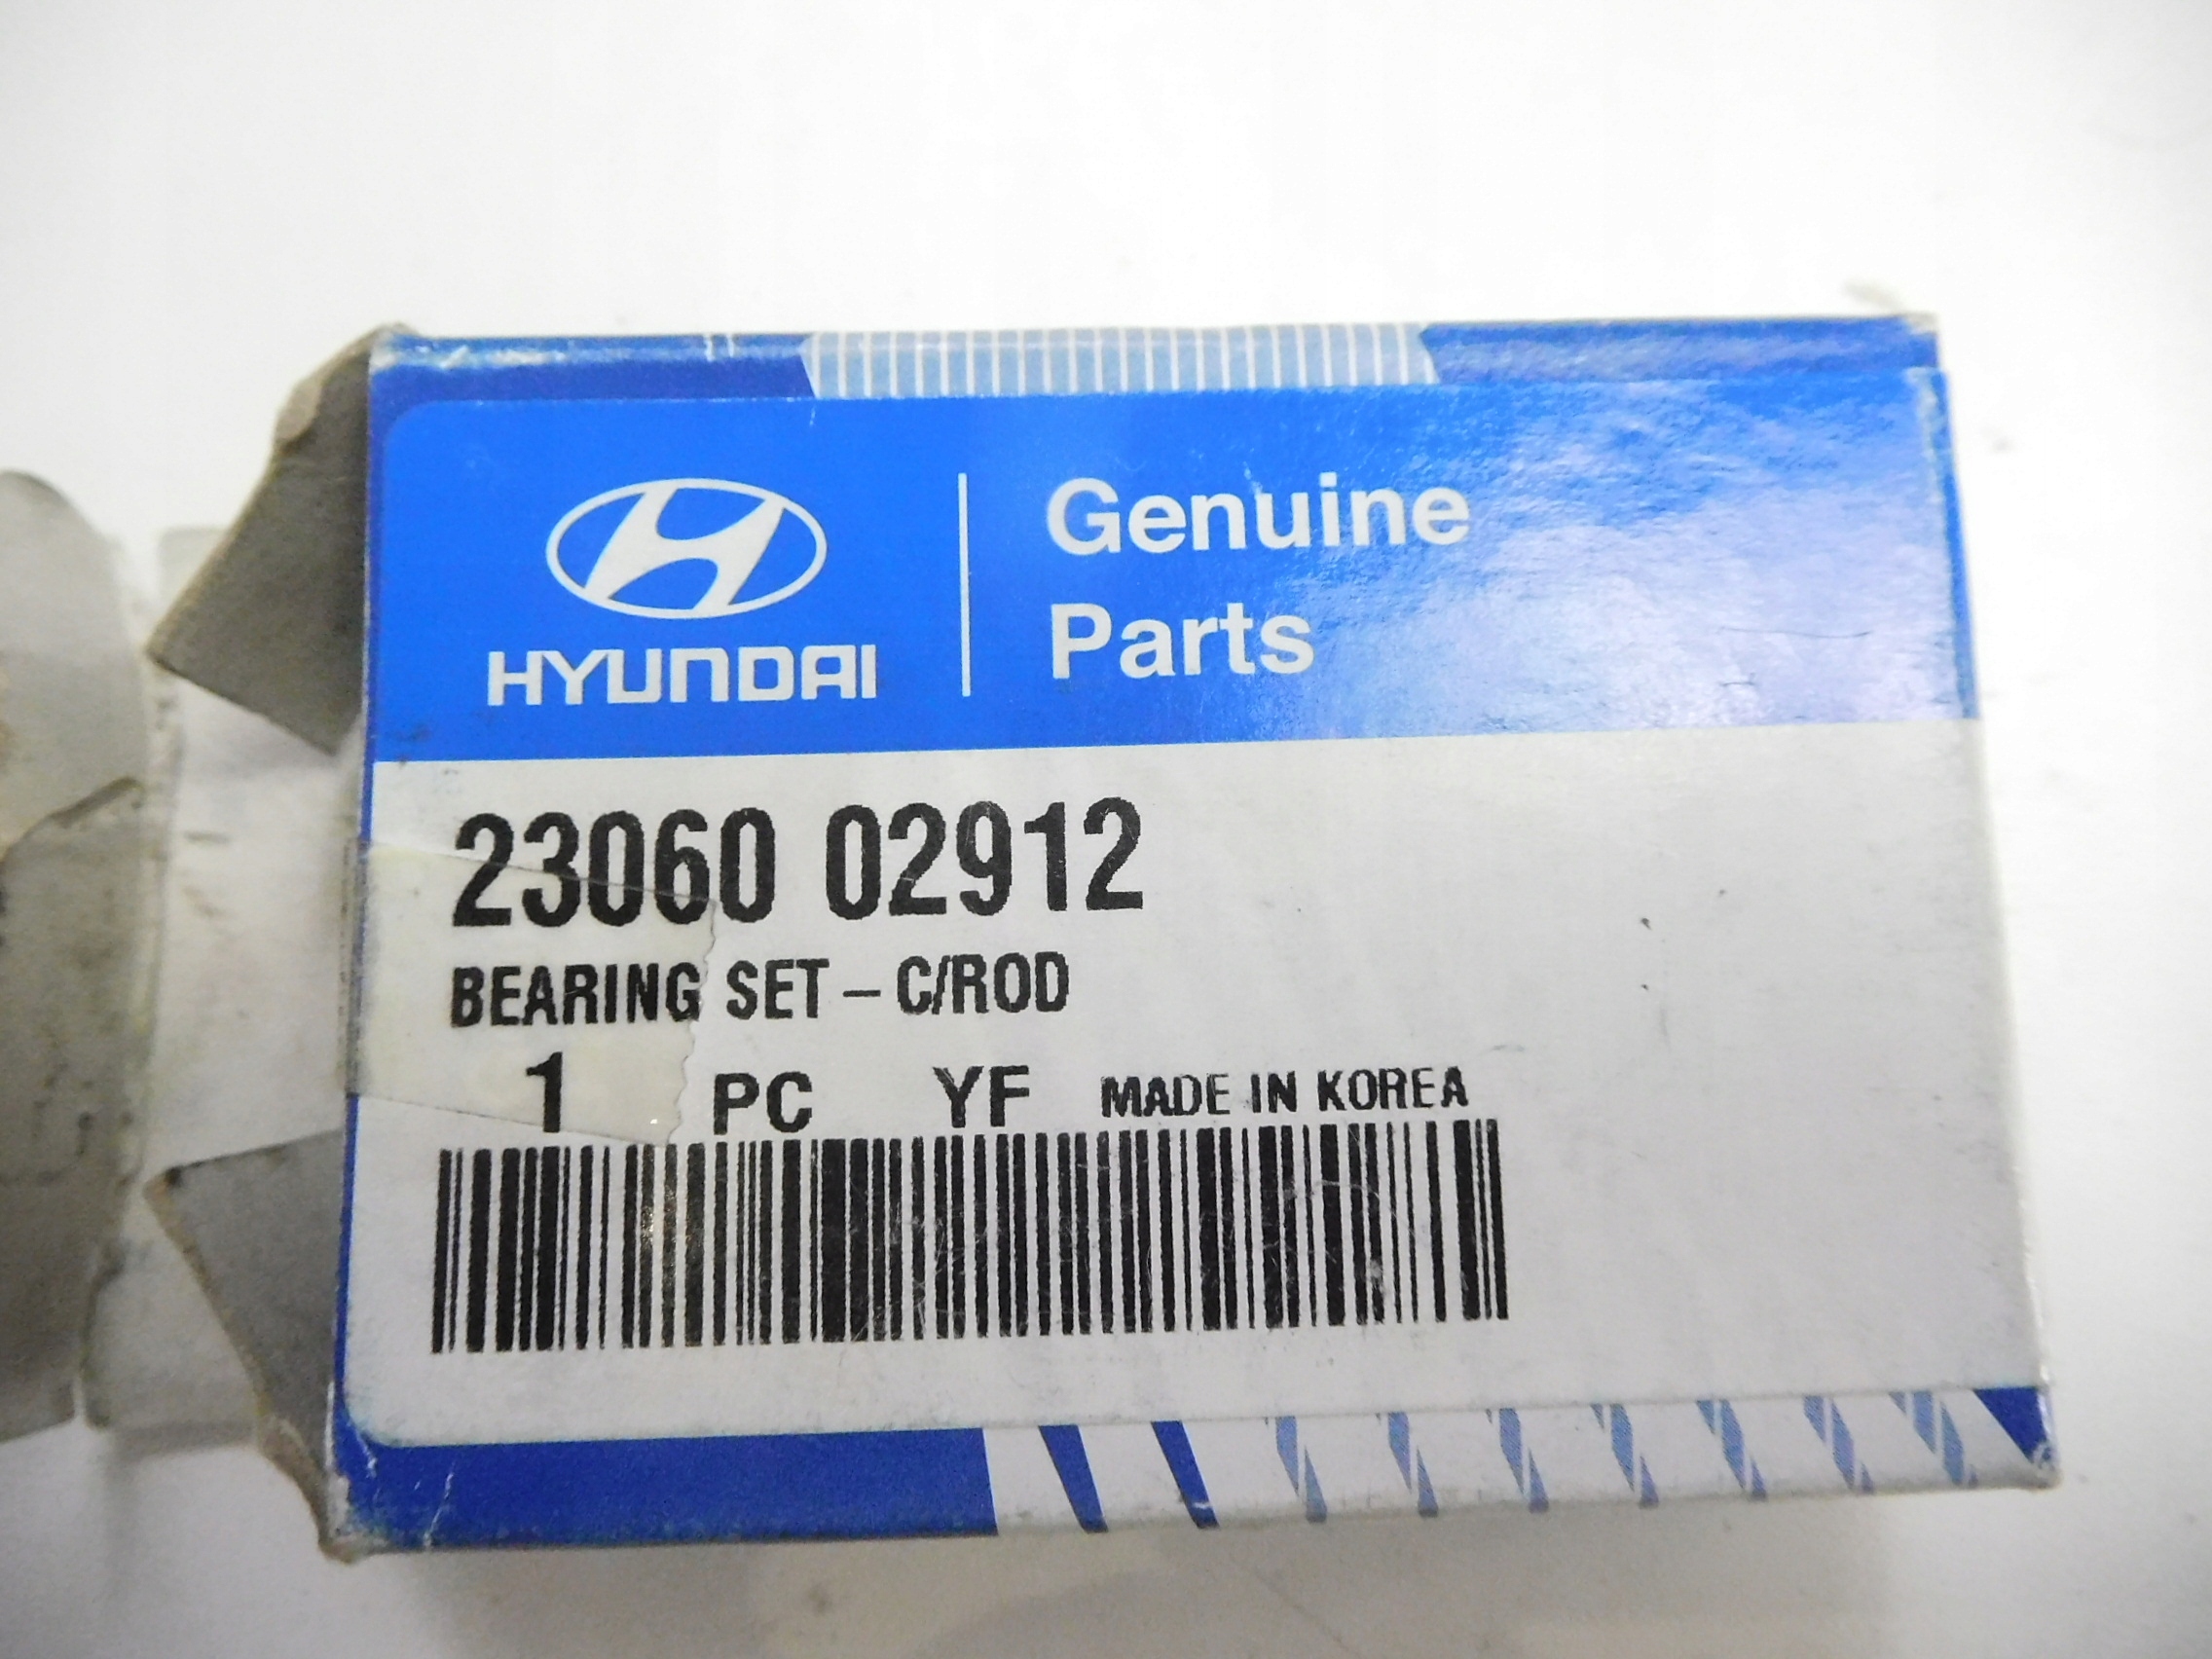 HYUNDAI
Genuine
Parts
23060 02912
BEARING SET – C/ROD
1 PC YF MADE IN KOREA